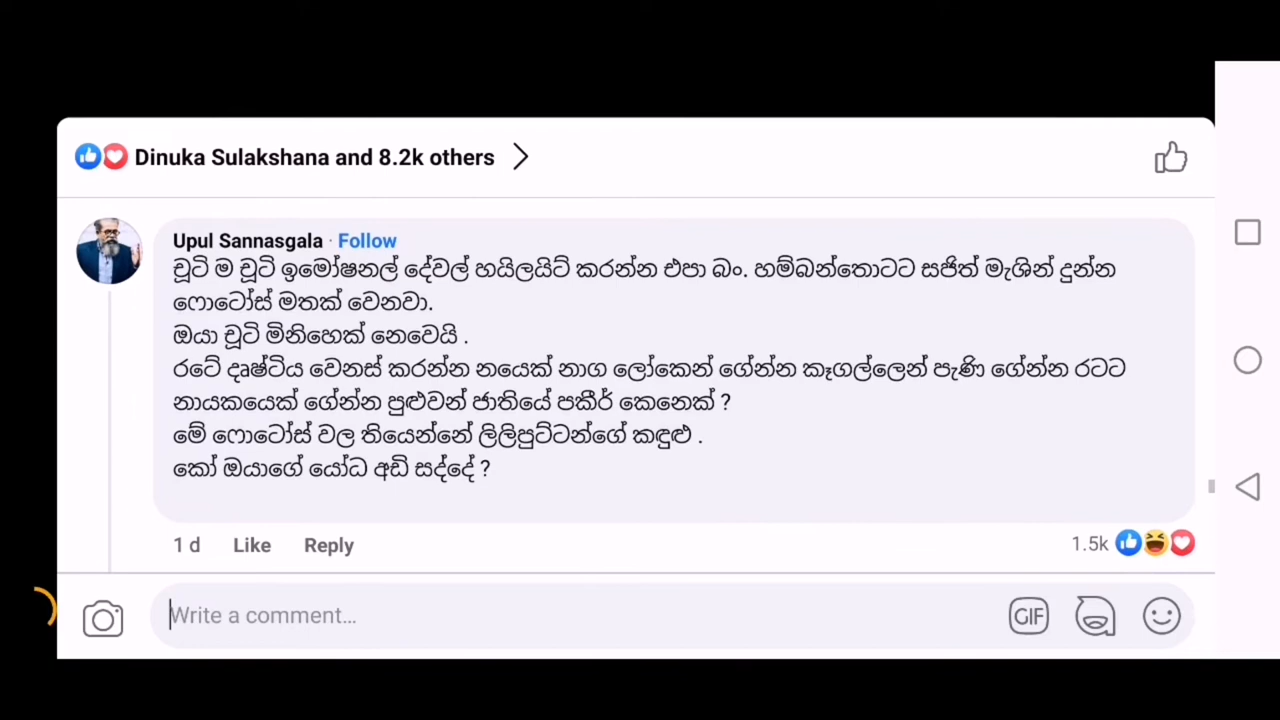 Dinuka Sulakshana and 8.2k others
Upul Sannasgala · Follow
චූටි ම චූටි ඉමෝෂනල් දේවල් හයිලයිට් කරන්න එපා බං. හම්බන්තොටට සජිත් මැශින් දුන්න
ෆොටෝස් මතක් වෙනවා.
ඔයා චූටි මිනිහෙක් නෙවෙයි .
රටේ දෘෂ්ටිය වෙනස් කරන්න නයෙක් නාග ලෝකෙන් ගේන්න කෑගල්ලෙන් පැණි ගේන්න රටට
නායකයෙක් ගේන්න පුළුවන් ජාතියේ පකීර් කෙනෙක් ?
මේ ෆොටෝස් වල තියෙන්නේ ලිලිපුට්ටන්ගේ කඳුළු .
කෝ ඔයාගේ යෝධ අඩි සද්දේ ?
1 d Like Reply 1.5k
Write a comment...
GIF